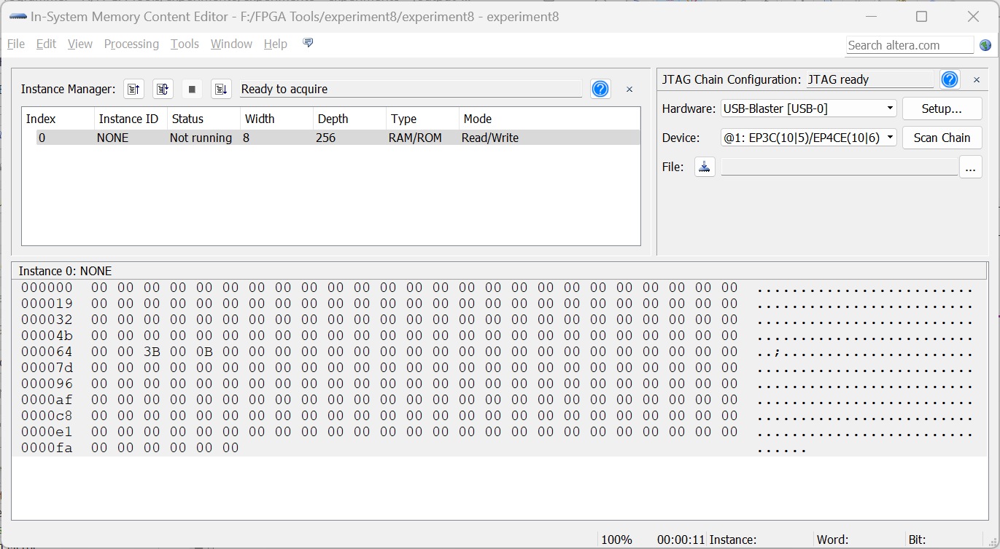 In-System Memory Content Editor - F:/FPGA Tools/experiment8/experiment8 - experiment8
File Edit View Processing Tools Window Help
Search altera.com
Instance Manager: Ready to acquire
Index Instance ID Status Width Depth Type Mode
0 NONE Not running 8 256 RAM/ROM Read/Write
JTAG Chain Configuration: JTAG ready
Hardware: USB-Blaster [USB-0] Setup...
Device: @1: EP3C(10|5)/EP4CE(10|6) Scan Chain
File: ...
Instance 0: NONE
000000 00 00 00 00 00 00 00 00 00 00 00 00 00 00 00 00 00 00 00 00 00 00 00 00 00 .........................
000019 00 00 00 00 00 00 00 00 00 00 00 00 00 00 00 00 00 00 00 00 00 00 00 00 00 .........................
000032 00 00 00 00 00 00 00 00 00 00 00 00 00 00 00 00 00 00 00 00 00 00 00 00 00 .........................
00004b 00 00 00 00 00 00 00 00 00 00 00 00 00 00 00 00 00 00 00 00 00 00 00 00 00 .........................
000064 00 00 3B 00 0B 00 00 00 00 00 00 00 00 00 00 00 00 00 00 00 00 00 00 00 00 ..;......................
00007d 00 00 00 00 00 00 00 00 00 00 00 00 00 00 00 00 00 00 00 00 00 00 00 00 00 .........................
000096 00 00 00 00 00 00 00 00 00 00 00 00 00 00 00 00 00 00 00 00 00 00 00 00 00 .........................
0000af 00 00 00 00 00 00 00 00 00 00 00 00 00 00 00 00 00 00 00 00 00 00 00 00 00 .........................
0000c8 00 00 00 00 00 00 00 00 00 00 00 00 00 00 00 00 00 00 00 00 00 00 00 00 00 .........................
0000e1 00 00 00 00 00 00 00 00 00 00 00 00 00 00 00 00 00 00 00 00 00 00 00 00 00 .........................
0000fa 00 00 00 00 00 00 ......
100% 00:00:11 Instance: Word: Bit: